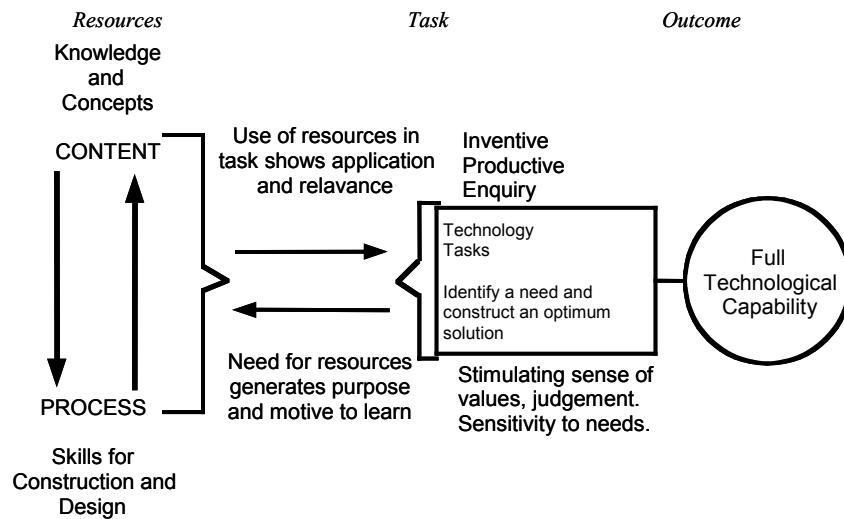 Resources
Task
Outcome
Knowledge
and
Concepts
CONTENT
PROCESS
Skills for
Construction and
Design
Use of resources in
task shows application
and relavance
Need for resources
generates purpose
and motive to learn
Inventive
Productive
Enquiry
Technology
Tasks
Identify a need and
construct an optimum
solution
Stimulating sense of
values, judgement.
Sensitivity to needs.
Full
Technological
Capability